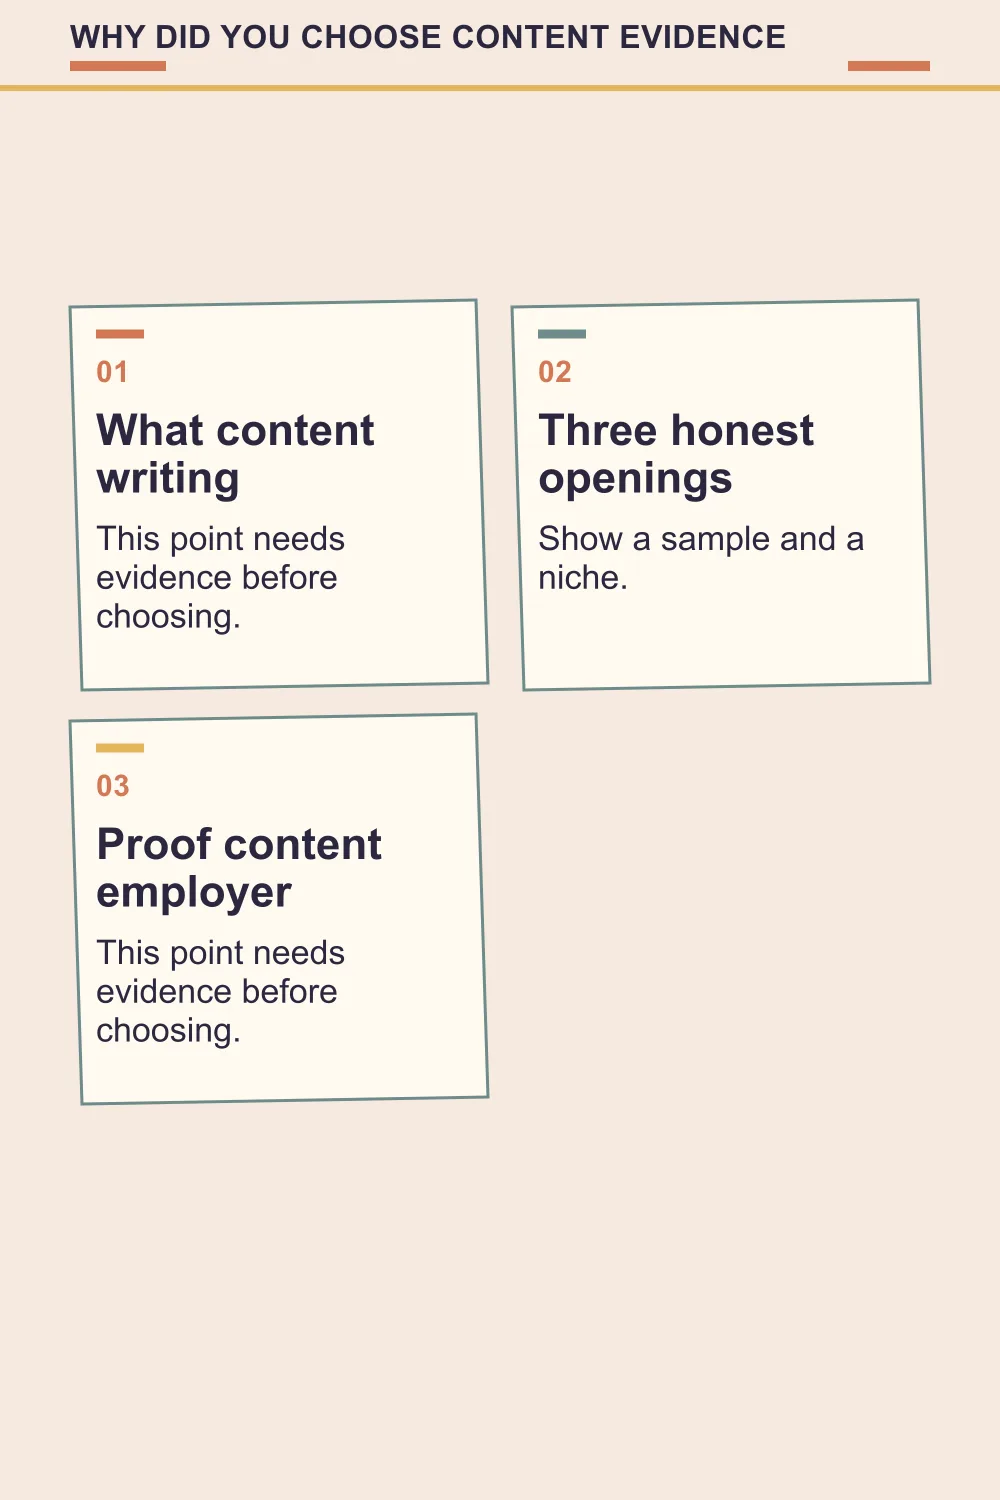 WHY DID YOU CHOOSE CONTENT EVIDENCE
01
What content
writing
This point needs
evidence before
choosing.
02
Three honest
openings
Show a sample and a
niche.
03
Proof content
employer
This point needs
evidence before
choosing.